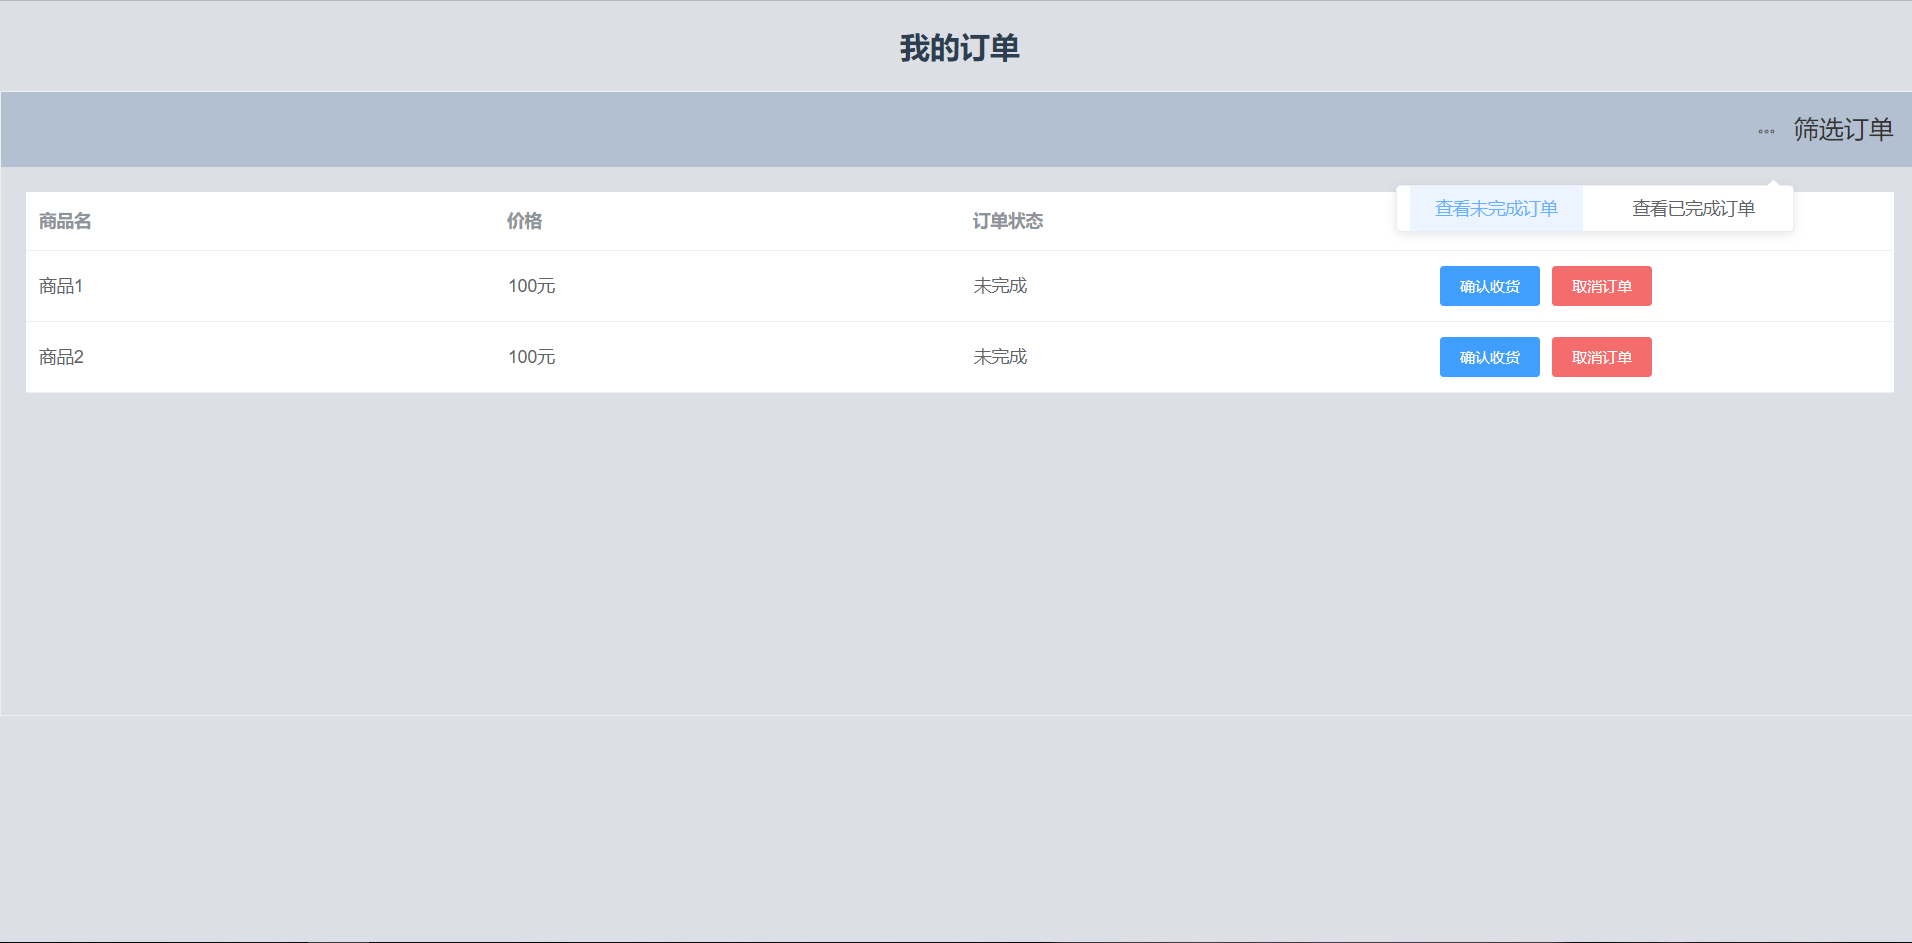 我的订单
筛选订单
商品名 价格 订单状态 查看未完成订单 查看已完成订单
商品1 100元 未完成 确认收货 取消订单
商品2 100元 未完成 确认收货 取消订单